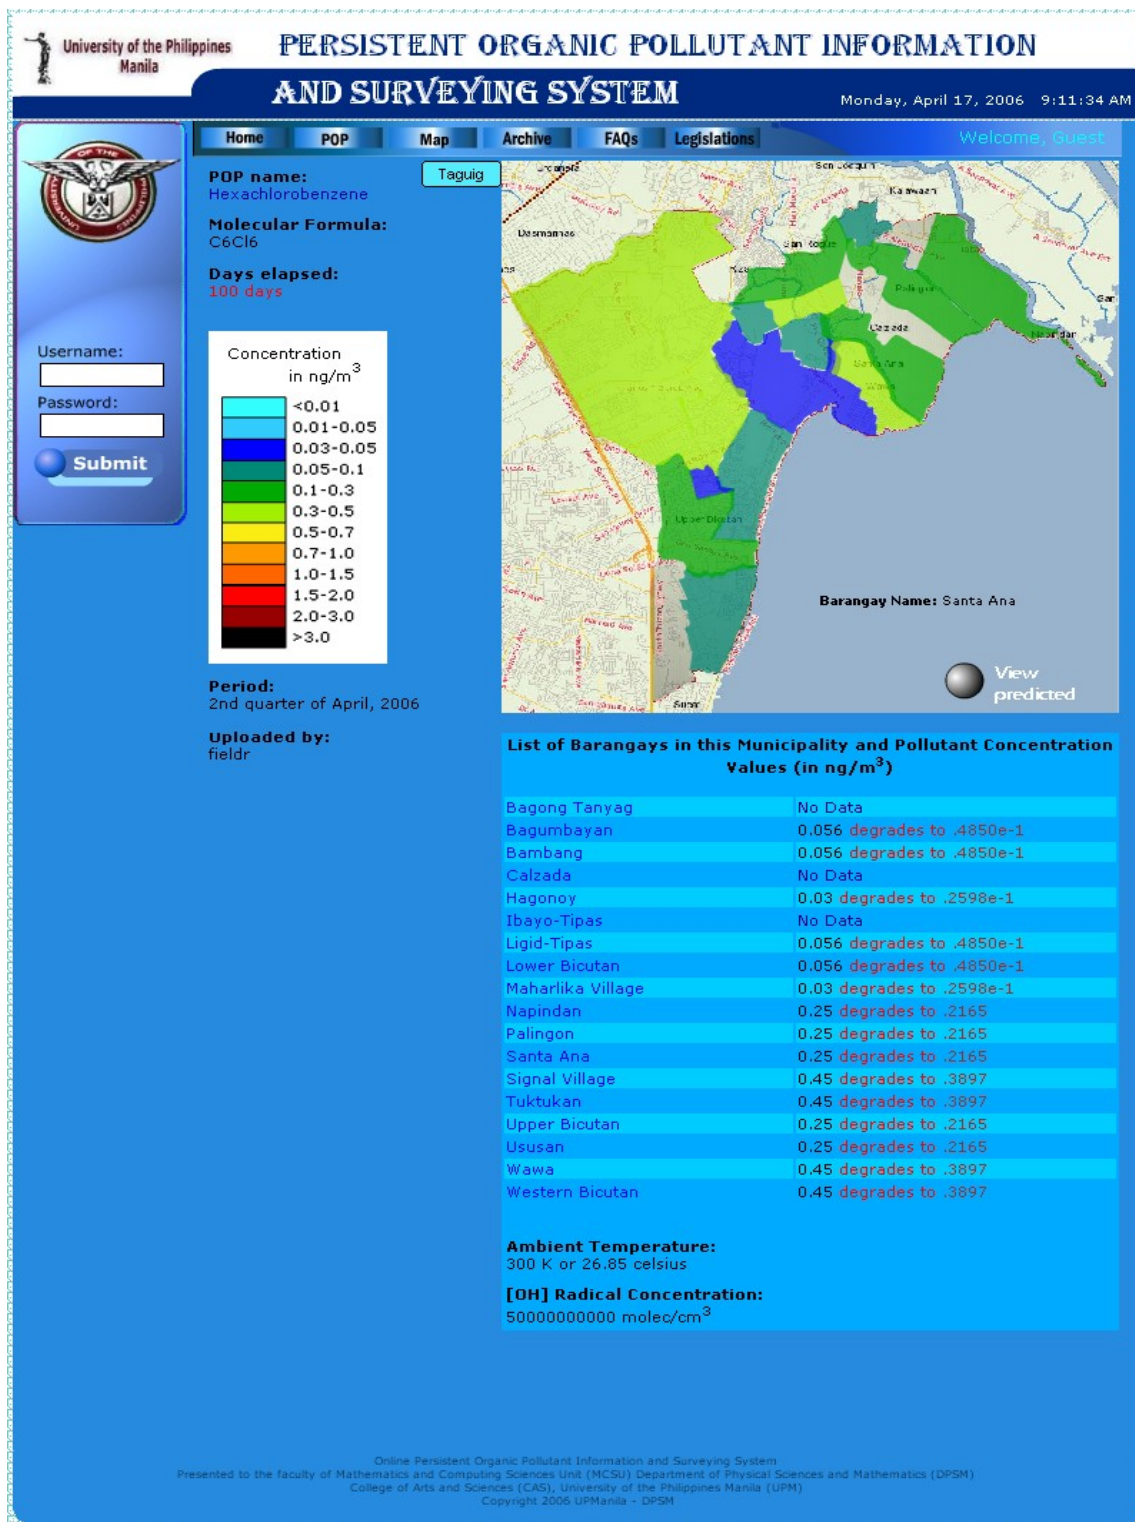 University of the Philippines
Manila
PERSISTENT ORGANIC POLLUTANT INFORMATION
AND SURVEYING SYSTEM
Monday, April 17, 2006 9:11:34 AM
Home POP Map Archive FAQs Legislations
Welcome, Guest
Username:
Password:
Submit
POP name:
Hexachlorobenzene
Molecular Formula:
C6Cl6
Days elapsed:
100 days
Concentration
in ng/m³
<0.01
0.01-0.05
0.03-0.05
0.05-0.1
0.1-0.3
0.3-0.5
0.5-0.7
0.7-1.0
1.0-1.5
1.5-2.0
2.0-3.0
>3.0
Period:
2nd quarter of April, 2006
Uploaded by:
fieldr
Taguig
Dasmarinas
San Joaquin
Kalawaan
San Roque
Palingon
Calzada
Napindan
Santa Ana
Wawa
Upper Bicutan
Sucat
Barangay Name: Santa Ana
View
predicted
List of Barangays in this Municipality and Pollutant Concentration
Values (in ng/m³)
Bagong Tanyag No Data
Bagumbayan 0.056 degrades to .4850e-1
Bambang 0.056 degrades to .4850e-1
Calzada No Data
Hagonoy 0.03 degrades to .2598e-1
Ibayo-Tipas No Data
Ligid-Tipas 0.056 degrades to .4850e-1
Lower Bicutan 0.056 degrades to .4850e-1
Maharlika Village 0.03 degrades to .2598e-1
Napindan 0.25 degrades to .2165
Palingon 0.25 degrades to .2165
Santa Ana 0.25 degrades to .2165
Signal Village 0.45 degrades to .3897
Tuktukan 0.45 degrades to .3897
Upper Bicutan 0.25 degrades to .2165
Ususan 0.25 degrades to .2165
Wawa 0.45 degrades to .3897
Western Bicutan 0.45 degrades to .3897
Ambient Temperature:
300 K or 26.85 celsius
[OH] Radical Concentration:
50000000000 molec/cm³
Online Persistent Organic Pollutant Information and Surveying System
Presented to the faculty of Mathematics and Computing Sciences Unit (MCSU) Department of Physical Sciences and Mathematics (DPSM)
College of Arts and Sciences (CAS), University of the Philippines Manila (UPM)
Copyright 2006 UPManila - DPSM